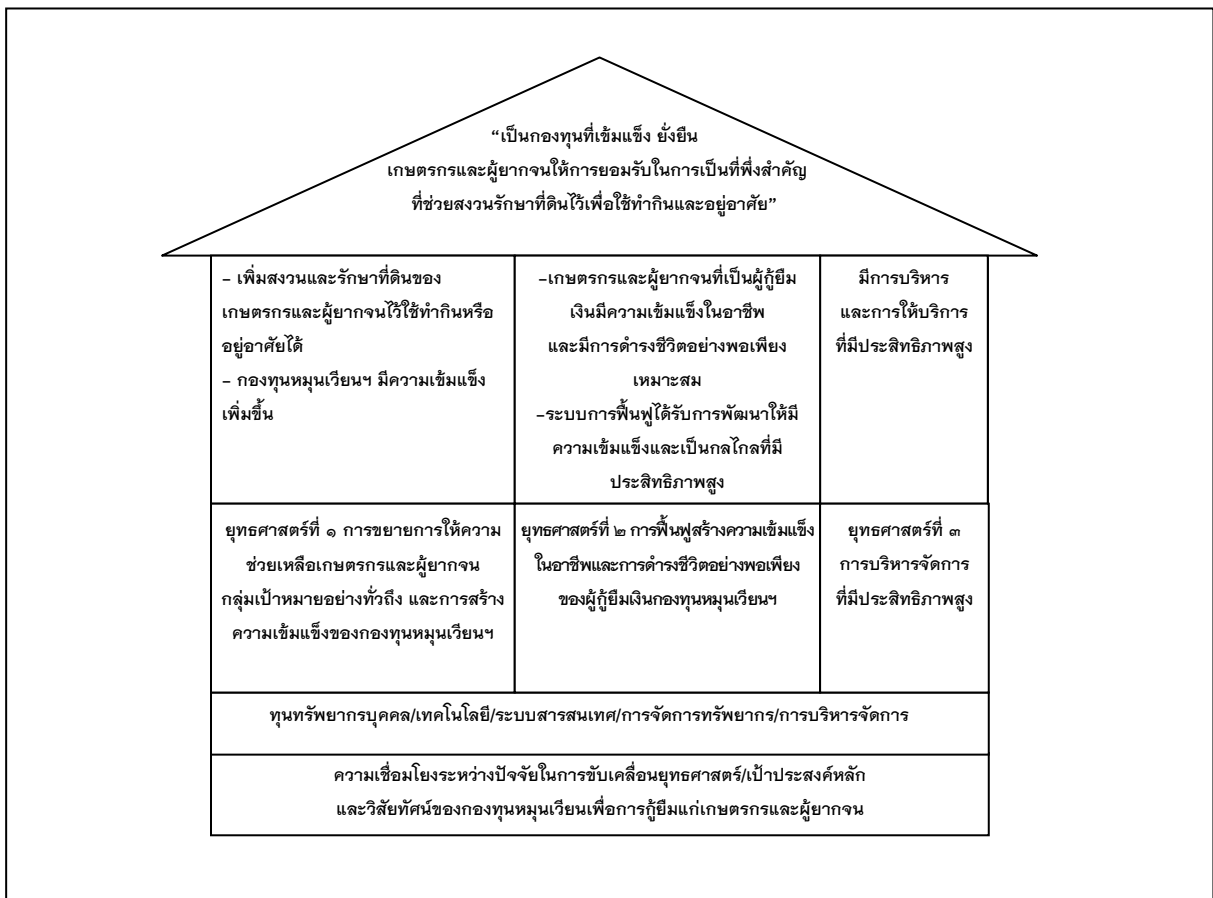 “เป็นกองทุนที่เข้มแข็ง ยั่งยืน
เกษตรกรและผู้ยากจนให้การยอมรับในการเป็นที่พึ่งสำคัญ
ที่ช่วยสงวนรักษาที่ดินไว้เพื่อใช้ทำกินและอยู่อาศัย”
– เพิ่มสงวนและรักษาที่ดินของ
เกษตรกรและผู้ยากจนไว้ใช้ทำกินหรือ
อยู่อาศัยได้
– กองทุนหมุนเวียนฯ มีความเข้มแข็ง
เพิ่มขึ้น
–เกษตรกรและผู้ยากจนที่เป็นผู้กู้ยืม
เงินมีความเข้มแข็งในอาชีพ
และมีการดำรงชีวิตอย่างพอเพียง
เหมาะสม
–ระบบการฟื้นฟูได้รับการพัฒนาให้มี
ความเข้มแข็งและเป็นกลไกลที่มี
ประสิทธิภาพสูง
มีการบริหาร
และการให้บริการ
ที่มีประสิทธิภาพสูง
ยุทธศาสตร์ที่ ๑ การขยายการให้ความ
ช่วยเหลือเกษตรกรและผู้ยากจน
กลุ่มเป้าหมายอย่างทั่วถึง และการสร้าง
ความเข้มแข็งของกองทุนหมุนเวียนฯ
ยุทธศาสตร์ที่ ๒ การฟื้นฟูสร้างความเข้มแข็ง
ในอาชีพและการดำรงชีวิตอย่างพอเพียง
ของผู้กู้ยืมเงินกองทุนหมุนเวียนฯ
ยุทธศาสตร์ที่ ๓
การบริหารจัดการ
ที่มีประสิทธิภาพสูง
ทุนทรัพยากรบุคคล/เทคโนโลยี/ระบบสารสนเทศ/การจัดการทรัพยากร/การบริหารจัดการ
ความเชื่อมโยงระหว่างปัจจัยในการขับเคลื่อนยุทธศาสตร์/เป้าประสงค์หลัก
และวิสัยทัศน์ของกองทุนหมุนเวียนเพื่อการกู้ยืมแก่เกษตรกรและผู้ยากจน